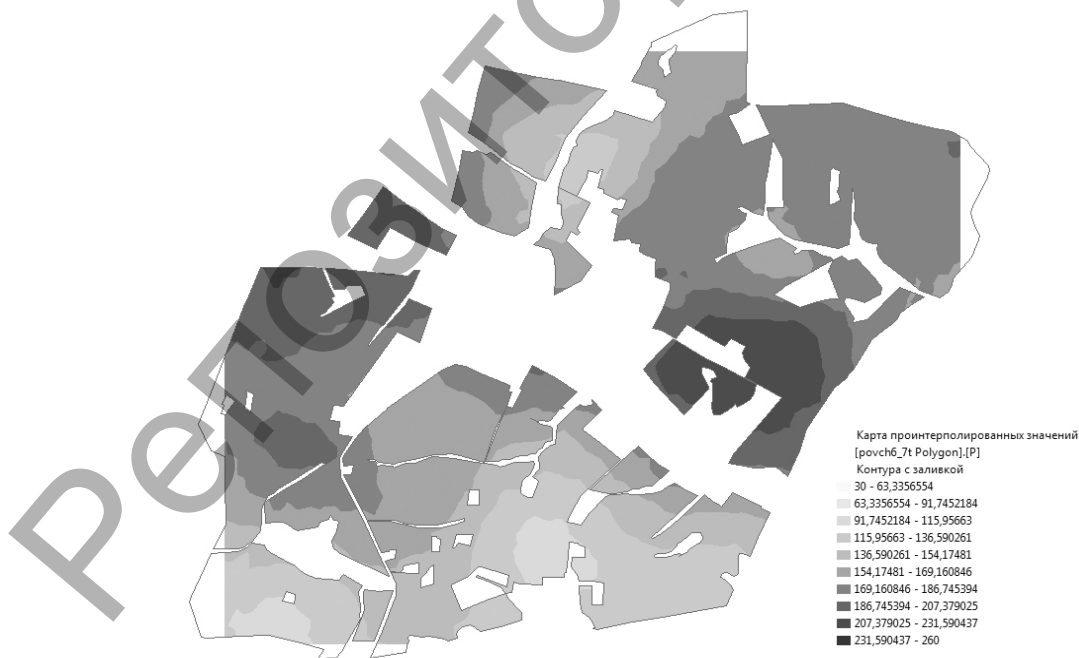 Репозито
Карта проинтерполированных значений
[povch6_7t Polygon].[P]
Контура с заливкой
30 - 63,3356554
63,3356554 - 91,7452184
91,7452184 - 115,95663
115,95663 - 136,590261
136,590261 - 154,17481
154,17481 - 169,160846
169,160846 - 186,745394
186,745394 - 207,379025
207,379025 - 231,590437
231,590437 - 260